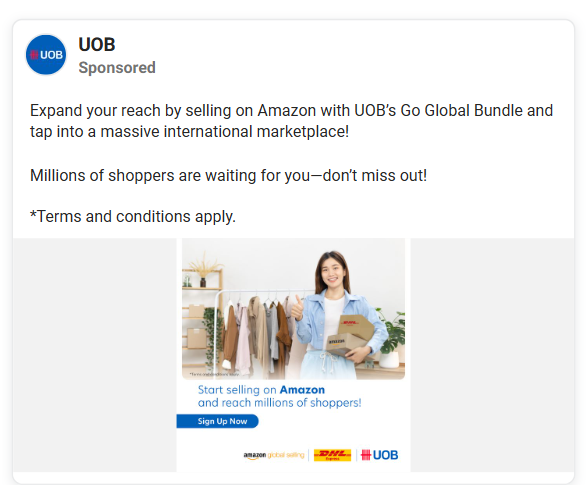 UOB
UOB
Sponsored
Expand your reach by selling on Amazon with UOB’s Go Global Bundle and
tap into a massive international marketplace!
Millions of shoppers are waiting for you—don’t miss out!
*Terms and conditions apply.
DHL
amazon
Start selling on Amazon
and reach millions of shoppers!
Sign Up Now
amazon global selling
DHL
Express
UOB